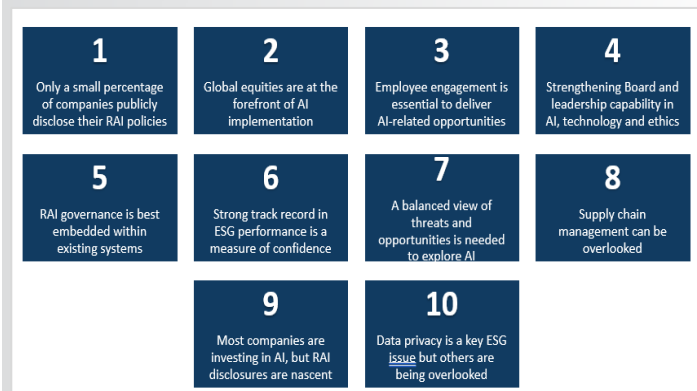 1
Only a small percentage
of companies publicly
disclose their RAI policies
2
Global equities are at the
forefront of AI
implementation
3
Employee engagement is
essential to deliver
AI-related opportunities
4
Strengthening Board and
leadership capability in
AI, technology and ethics
5
RAI governance is best
embedded within
existing systems
6
Strong track record in
ESG performance is a
measure of confidence
7
A balanced view of
threats and
opportunities is needed
to explore AI
8
Supply chain
management can be
overlooked
9
Most companies are
investing in AI, but RAI
disclosures are nascent
10
Data privacy is a key ESG
issue but others are
being overlooked